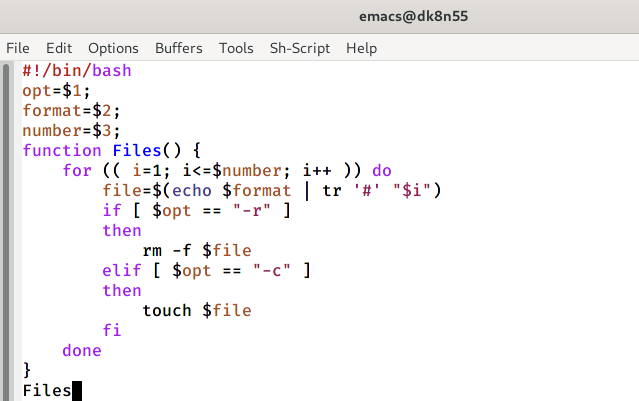 emacs@dk8n55
File Edit Options Buffers Tools Sh-Script Help
#!/bin/bash
opt=$1;
format=$2;
number=$3;
function Files() {
    for (( i=1; i<=$number; i++ )) do
        file=$(echo $format | tr '#' "$i")
        if [ $opt == "-r" ]
        then
            rm -f $file
        elif [ $opt == "-c" ]
        then
            touch $file
        fi
    done
}
Files